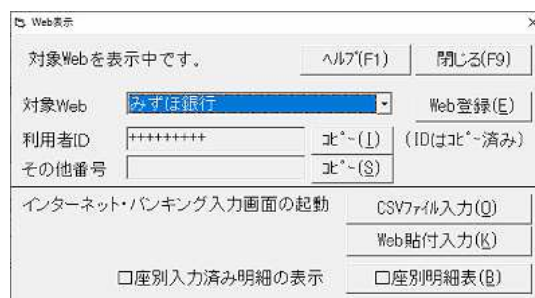 Web表示
対象Webを表示中です。 ヘルプ(F1) 閉じる(F9)
対象Web みずほ銀行 Web登録(E)
利用者ID +++++++++ コピー(I) (IDはコピー済み)
その他番号 コピー(S)
インターネット・バンキング入力画面の起動 CSVファイル入力(O)
Web貼付入力(K)
口座別入力済み明細の表示 口座別明細表(B)